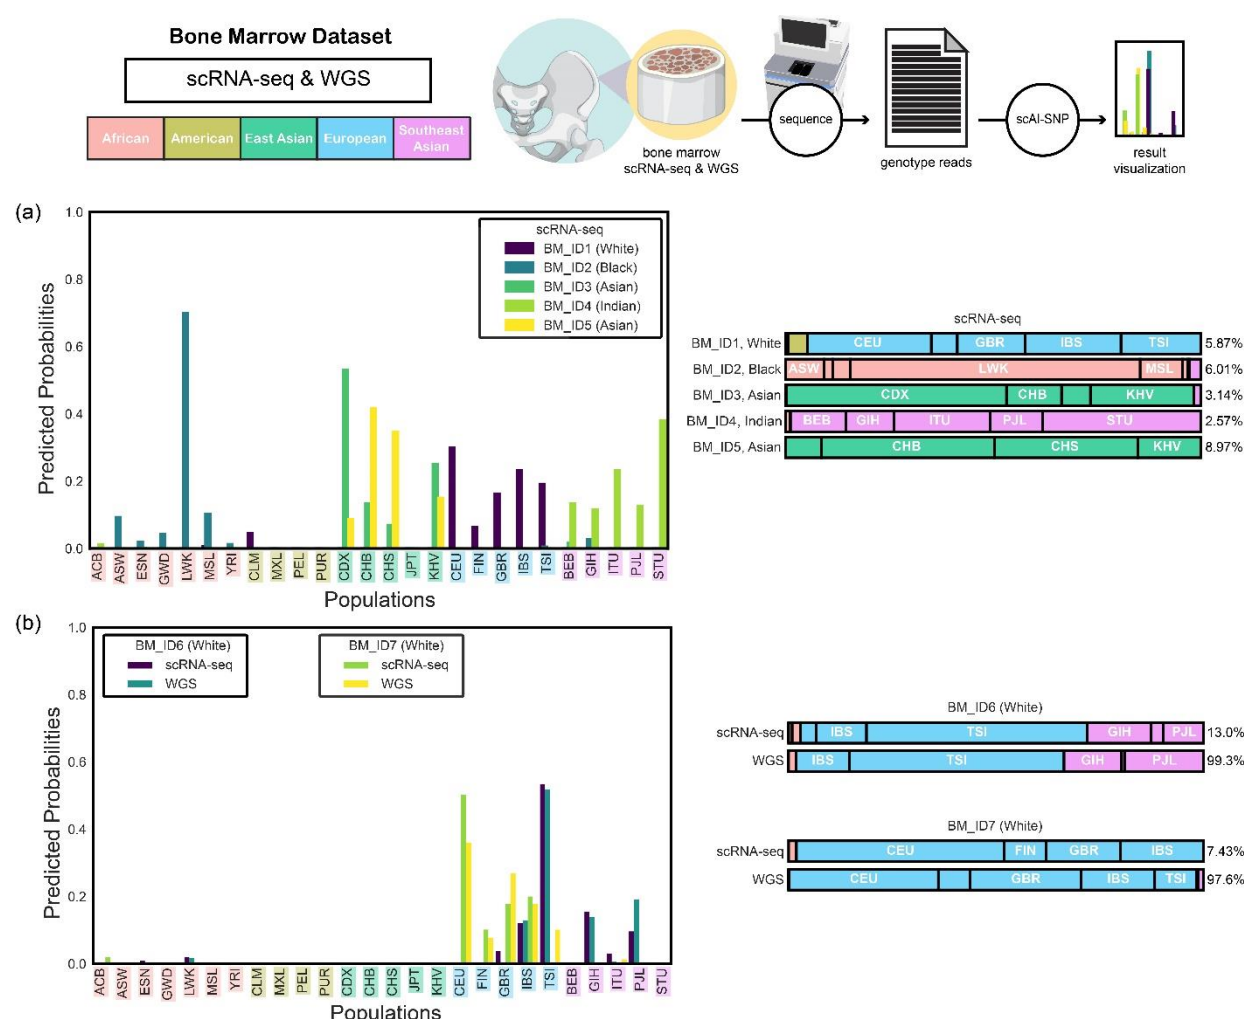 Bone Marrow Dataset
scRNA-seq & WGS
African American East Asian European Southeast
Asian
bone marrow
scRNA-seq & WGS
sequence
genotype reads
scAI-SNP
result
visualization
(a)
Predicted Probabilities
1.0
0.8
0.6
0.4
0.2
0.0
scRNA-seq
BM_ID1 (White)
BM_ID2 (Black)
BM_ID3 (Asian)
BM_ID4 (Indian)
BM_ID5 (Asian)
ACB ASW ESN GWD LWK MSL YRI CLM MXL PEL PUR CDX CHB CHS JPT KHV CEU FIN GBR IBS TSI BEB GIH ITU PJL STU
Populations
scRNA-seq
BM_ID1, White CEU GBR IBS TSI 5.87%
BM_ID2, Black ASW LWK MSL 6.01%
BM_ID3, Asian CDX CHB KHV 3.14%
BM_ID4, Indian BEB GIH ITU PJL STU 2.57%
BM_ID5, Asian CHB CHS KHV 8.97%
(b)
Predicted Probabilities
1.0
0.8
0.6
0.4
0.2
0.0
BM_ID6 (White)
scRNA-seq
WGS
BM_ID7 (White)
scRNA-seq
WGS
ACB ASW ESN GWD LWK MSL YRI CLM MXL PEL PUR CDX CHB CHS JPT KHV CEU FIN GBR IBS TSI BEB GIH ITU PJL STU
Populations
BM_ID6 (White)
scRNA-seq IBS TSI GIH PJL 13.0%
WGS IBS TSI GIH PJL 99.3%
BM_ID7 (White)
scRNA-seq CEU FIN GBR IBS 7.43%
WGS CEU GBR IBS TSI 97.6%